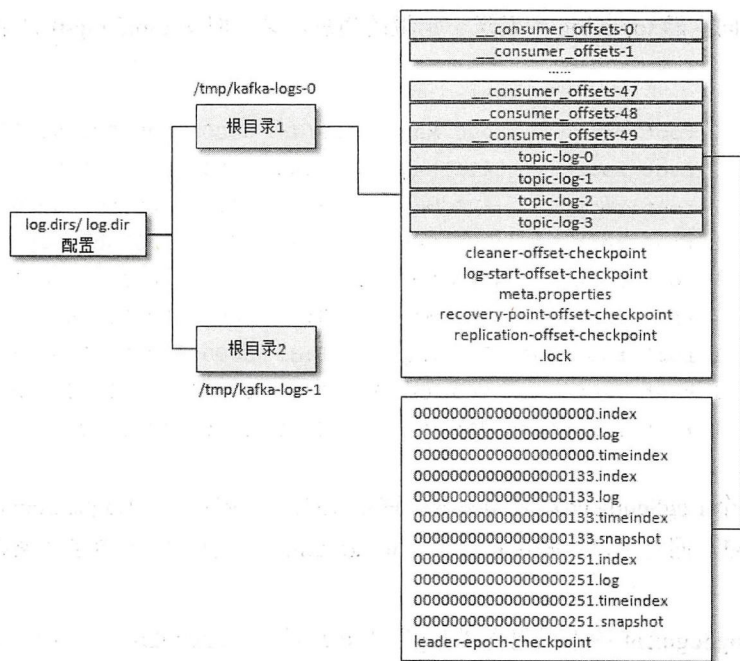 log.dirs/ log.dir
配置
/tmp/kafka-logs-0
根目录1
根目录2
/tmp/kafka-logs-1
__consumer_offsets-0
__consumer_offsets-1
......
__consumer_offsets-47
__consumer_offsets-48
__consumer_offsets-49
topic-log-0
topic-log-1
topic-log-2
topic-log-3
cleaner-offset-checkpoint
log-start-offset-checkpoint
meta.properties
recovery-point-offset-checkpoint
replication-offset-checkpoint
.lock
00000000000000000000.index
00000000000000000000.log
00000000000000000000.timeindex
00000000000000000133.index
00000000000000000133.log
00000000000000000133.timeindex
00000000000000000133.snapshot
00000000000000000251.index
00000000000000000251.log
00000000000000000251.timeindex
00000000000000000251.snapshot
leader-epoch-checkpoint